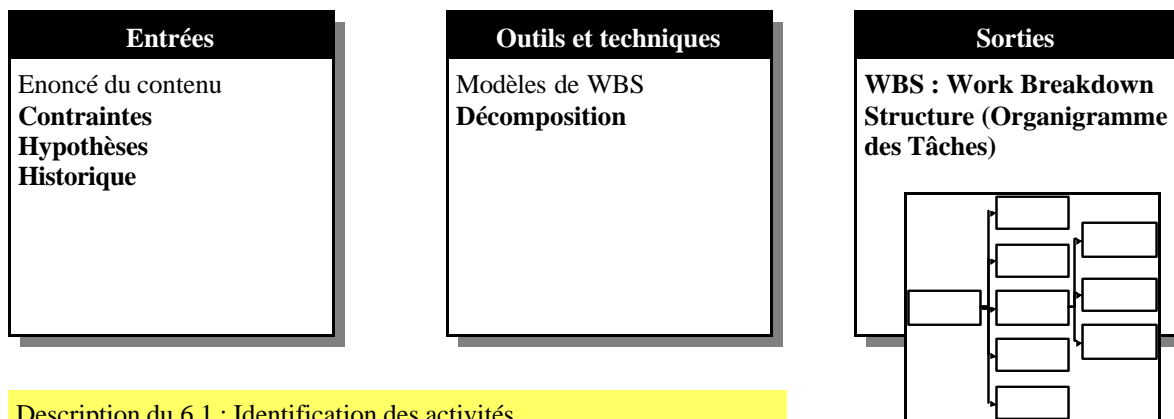 Entrées
Enoncé du contenu
Contraintes
Hypothèses
Historique
Outils et techniques
Modèles de WBS
Décomposition
Sorties
WBS : Work Breakdown
Structure (Organigramme
des Tâches)
Description du 6.1 : Identification des activités